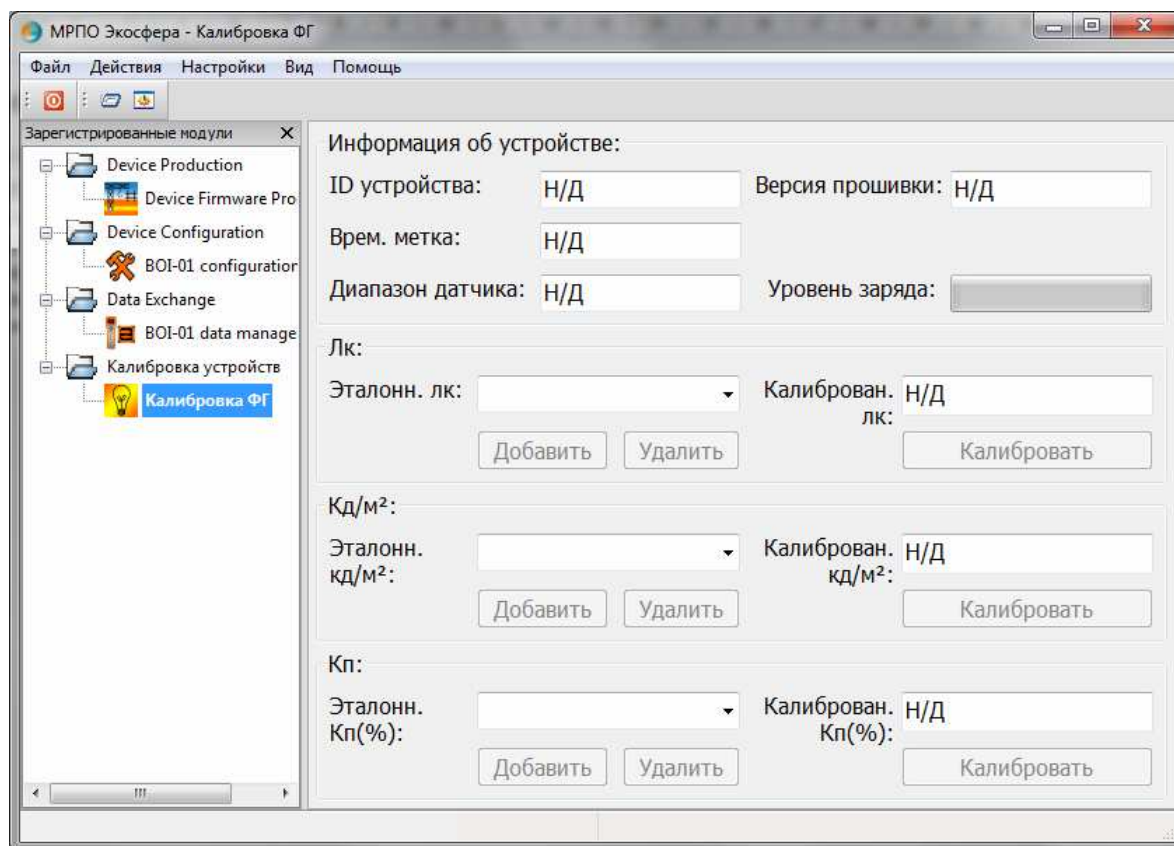 МРПО Экосфера - Калибровка ФГ
Файл Действия Настройки Вид Помощь
Зарегистрированные модули
Device Production
Device Firmware Pro
Device Configuration
BOI-01 configuration
Data Exchange
BOI-01 data manage
Калибровка устройств
Калибровка ФГ
Информация об устройстве:
ID устройства: Н/Д Версия прошивки: Н/Д
Врем. метка: Н/Д
Диапазон датчика: Н/Д Уровень заряда:
Лк:
Эталонн. лк: Калиброван. лк: Н/Д
Добавить Удалить Калибровать
Кд/м²:
Эталонн. кд/м²: Калиброван. кд/м²: Н/Д
Добавить Удалить Калибровать
Кп:
Эталонн. Кп(%): Калиброван. Кп(%): Н/Д
Добавить Удалить Калибровать